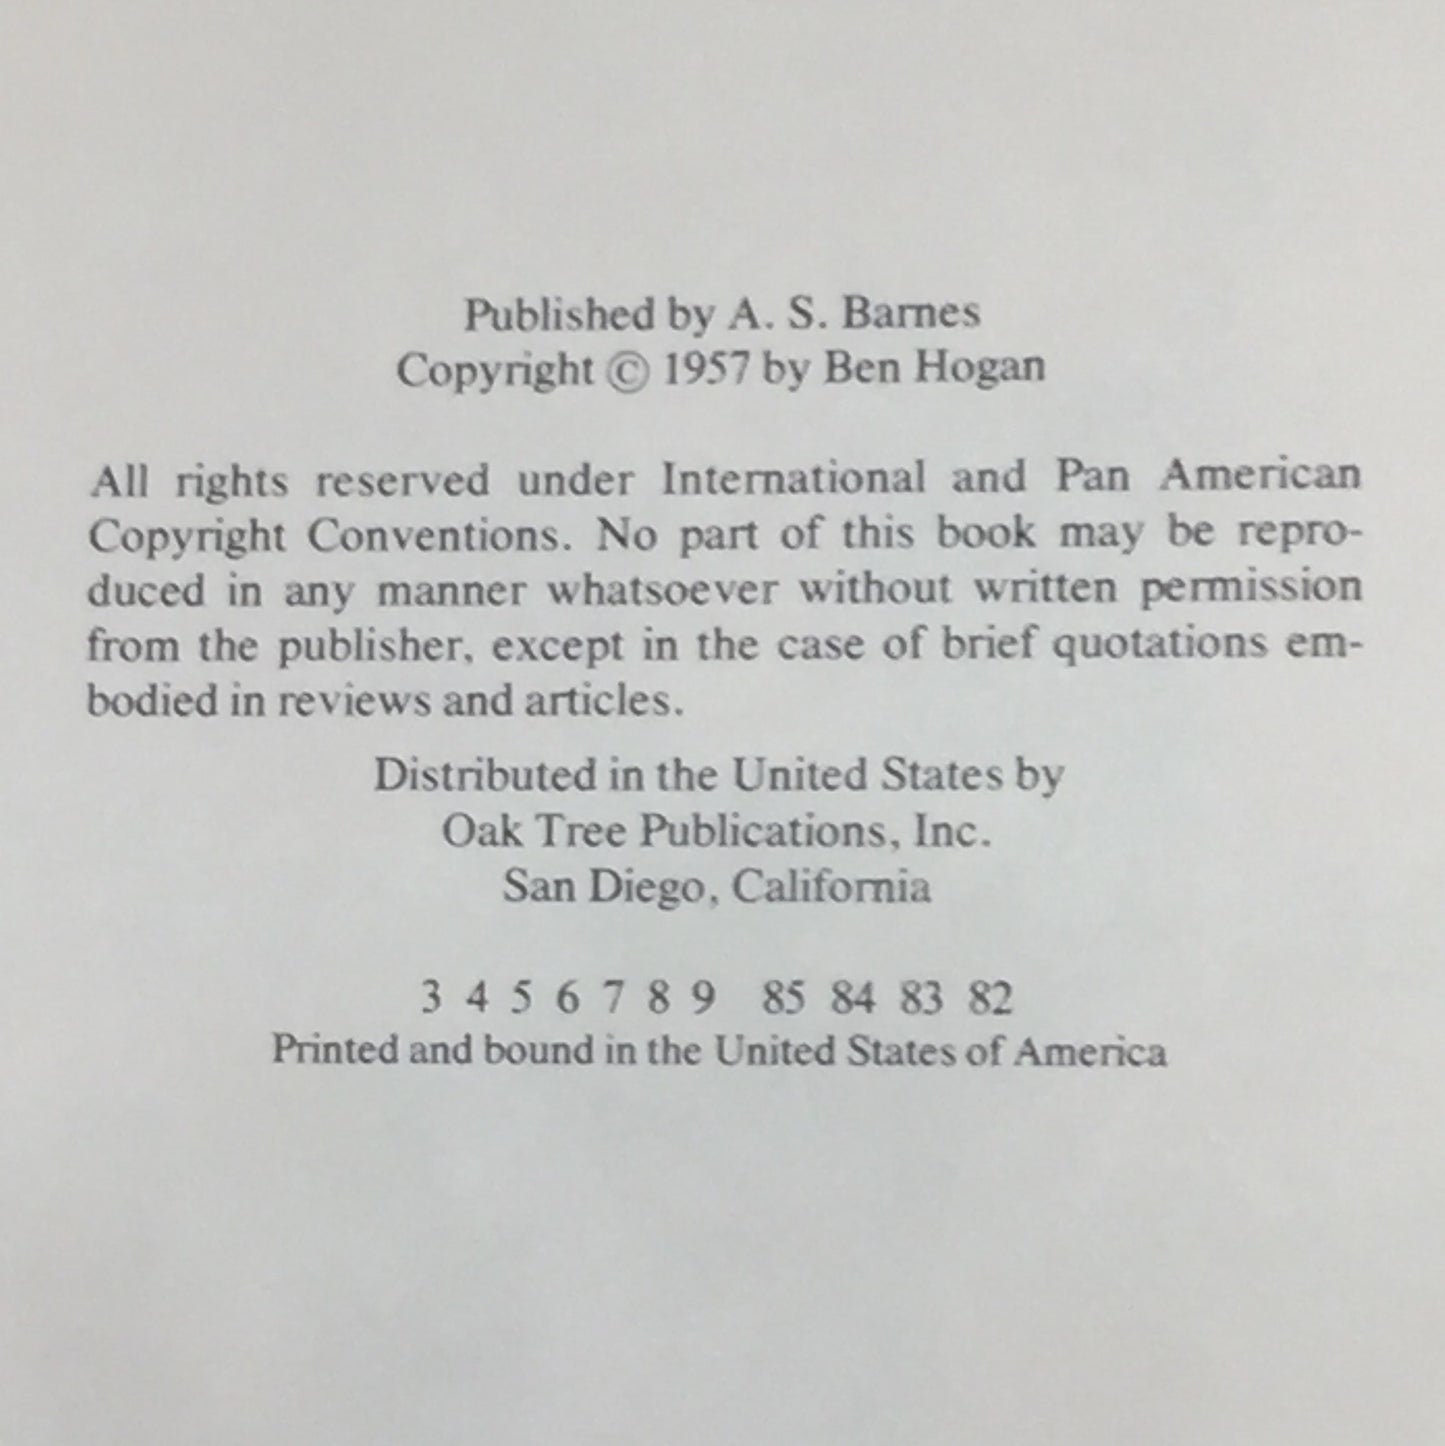 Published by A. S. Barnes
Copyright © 1957 by Ben Hogan
All rights reserved under International and Pan American
Copyright Conventions. No part of this book may be repro-
duced in any manner whatsoever without written permission
from the publisher, except in the case of brief quotations em-
bodied in reviews and articles.
Distributed in the United States by
Oak Tree Publications, Inc.
San Diego, California
3 4 5 6 7 8 9 85 84 83 82
Printed and bound in the United States of America